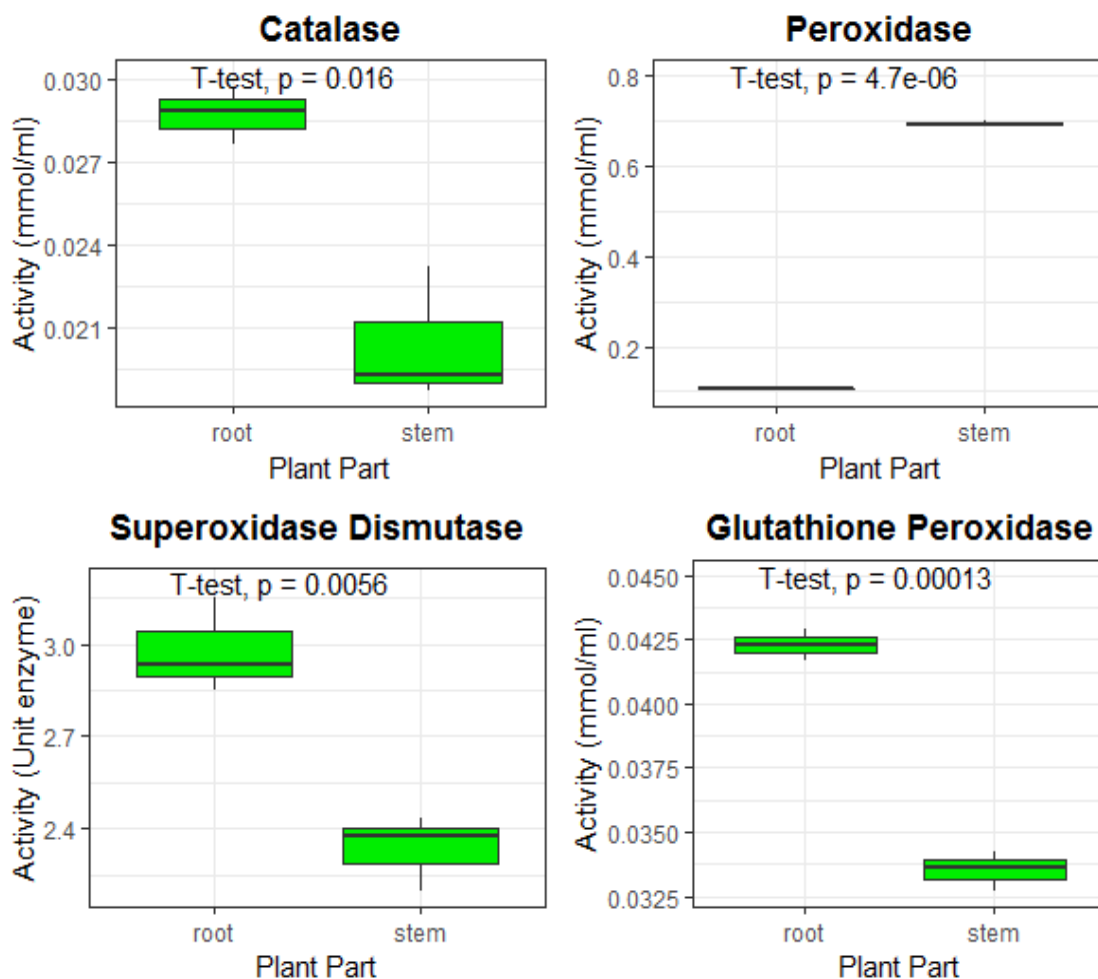 Catalase
T-test, p = 0.016
Activity (mmol/ml)
0.030
0.027
0.024
0.021
root stem
Plant Part
Peroxidase
T-test, p = 4.7e-06
Activity (mmol/ml)
0.8
0.6
0.4
0.2
root stem
Plant Part
Superoxidase Dismutase
T-test, p = 0.0056
Activity (Unit enzyme)
3.0
2.7
2.4
root stem
Plant Part
Glutathione Peroxidase
T-test, p = 0.00013
Activity (mmol/ml)
0.0450
0.0425
0.0400
0.0375
0.0350
0.0325
root stem
Plant Part